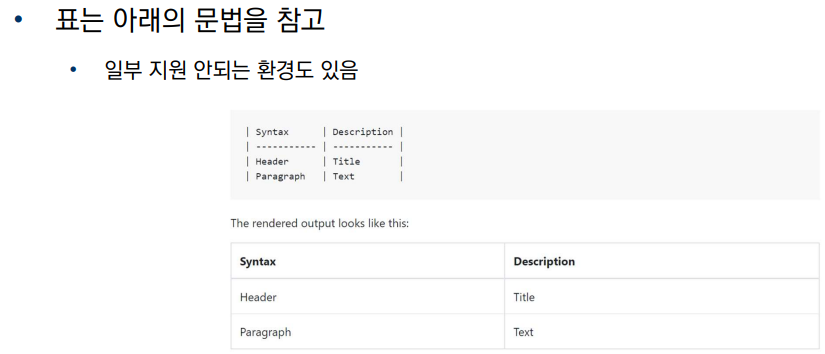 • 표는 아래의 문법을 참고
• 일부 지원 안되는 환경도 있음
| Syntax      | Description |
| ----------- | ----------- |
| Header      | Title       |
| Paragraph   | Text        |
The rendered output looks like this:
Syntax Description
Header Title
Paragraph Text